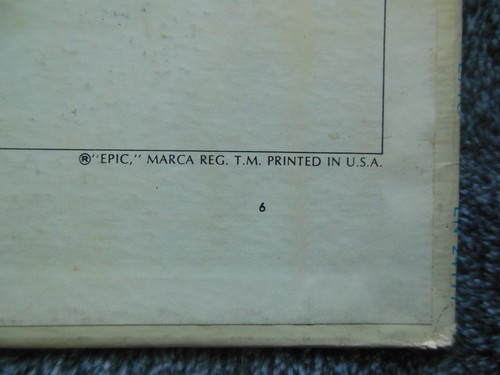 ®"EPIC," MARCA REG. T.M. PRINTED IN U.S.A.
6